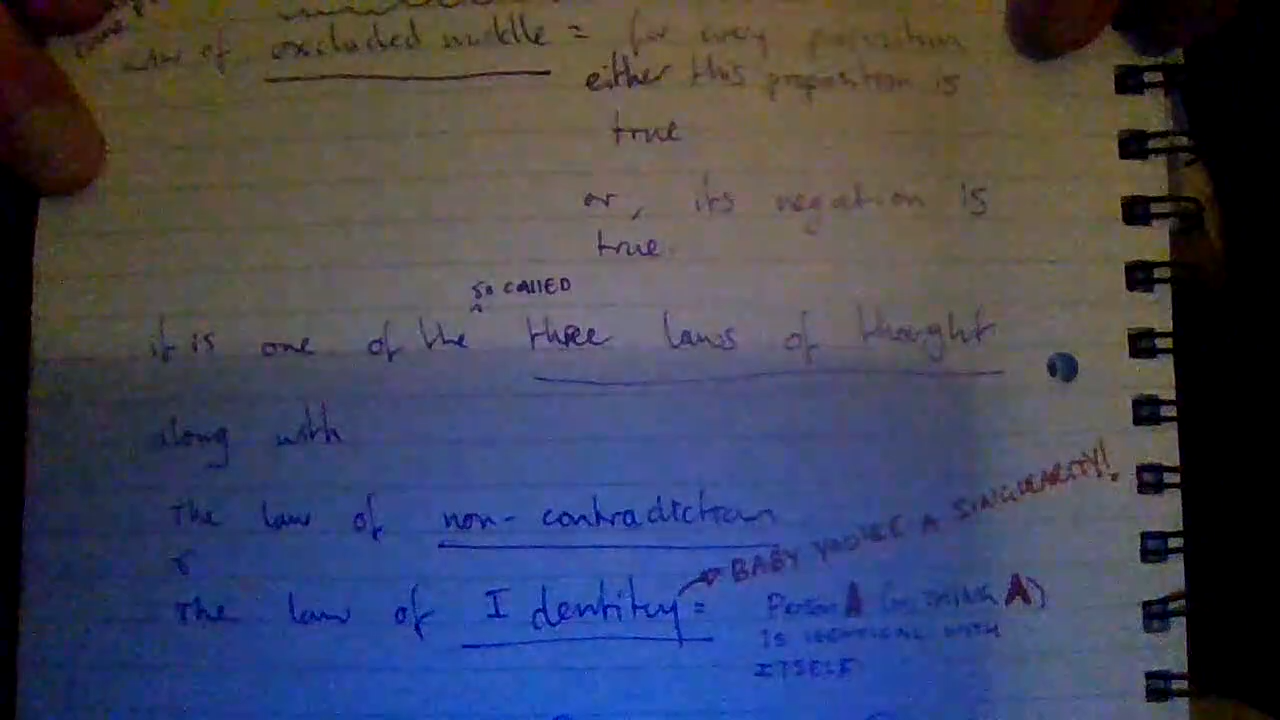 law of excluded middle = for every proposition
either this proposition is
true
or, its negation is
true.
so CALLED
it is one of the three laws of thought
along with
The law of non-contradiction
&
BABY YOU'RE A SINGULARITY!
The law of Identity = Person A (or THING A)
IS IDENTICAL WITH
ITSELF